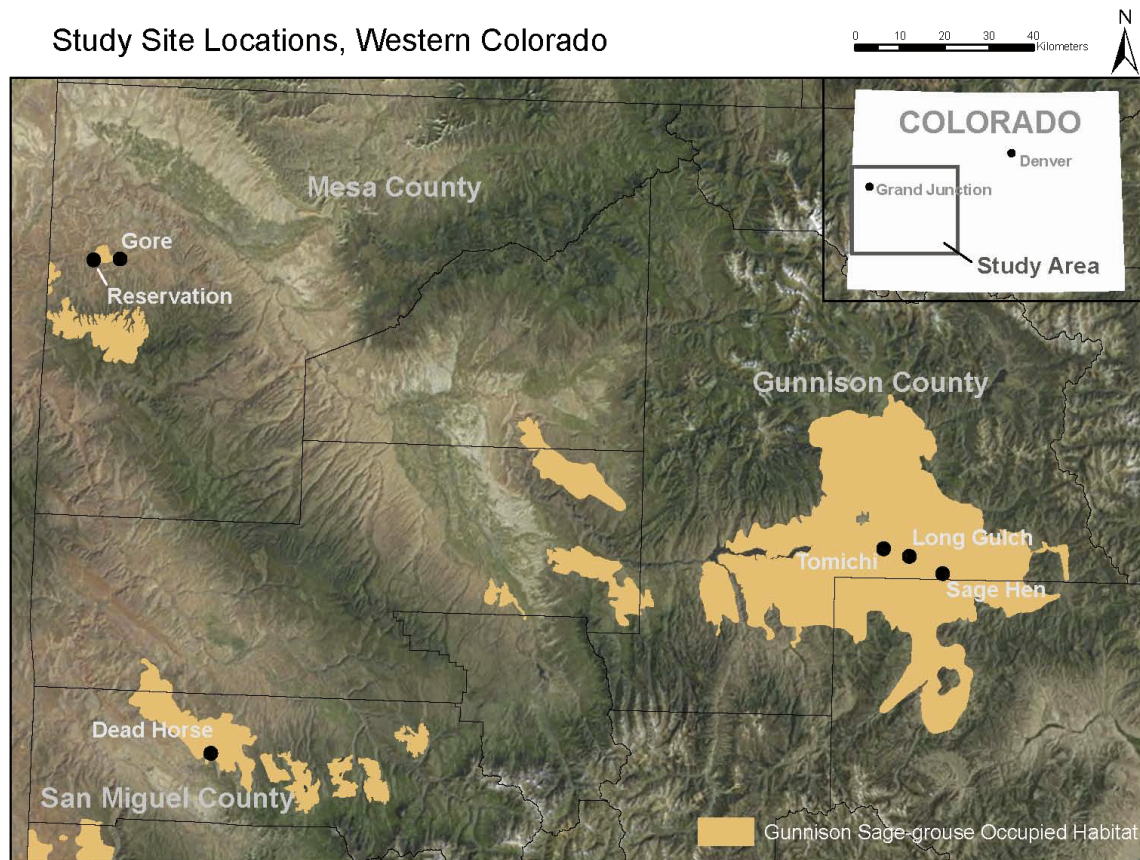 Study Site Locations, Western Colorado
N
0 10 20 30 40
Kilometers
COLORADO
Denver
Grand Junction
Study Area
Mesa County
Gore
Reservation
Gunnison County
Long Gulch
Tomichi
Sage Hen
Dead Horse
San Miguel County
Gunnison Sage-grouse Occupied Habitat